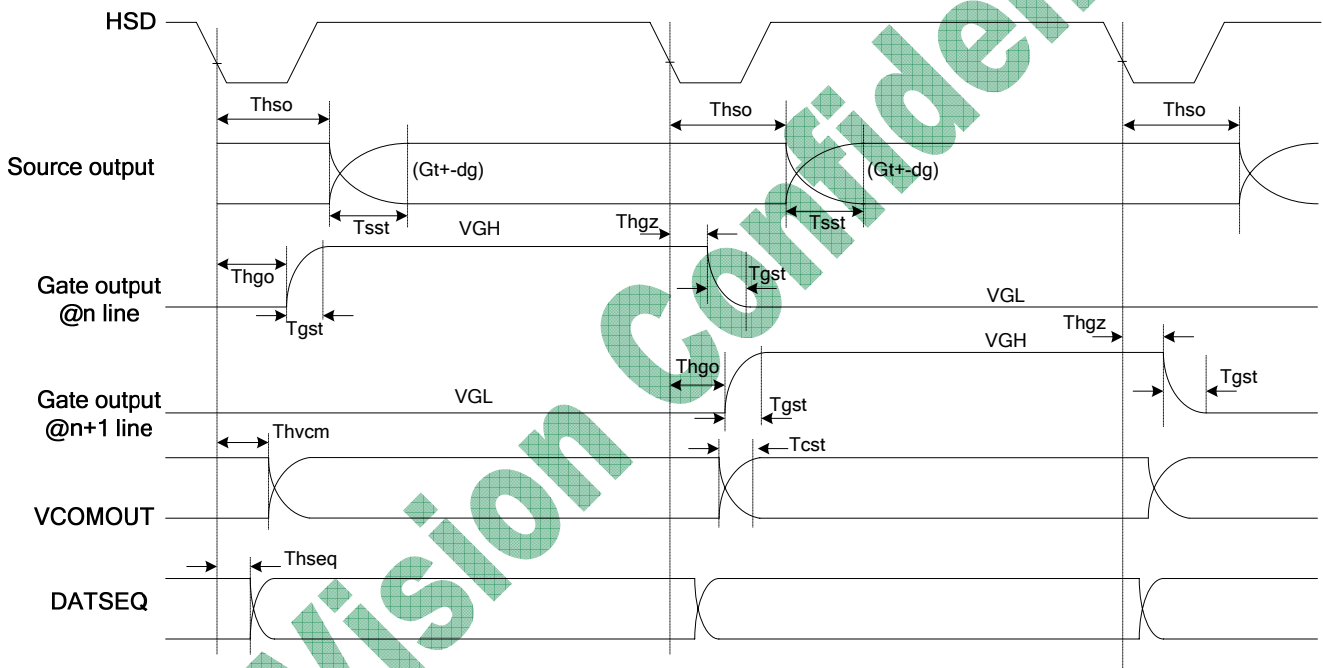 HSD
Thso
Thso
Thso
Source output
(Gt+-dg)
(Gt+-dg)
Tsst
Tsst
VGH
Thgz
Thgo
Tgst
Gate output
@n line
Tgst
VGL
Thgz
VGH
Thgo
Tgst
Gate output
@n+1 line
VGL
Tgst
Thvcm
Tcst
VCOMOUT
Thseq
DATSEQ
Vision Confiden